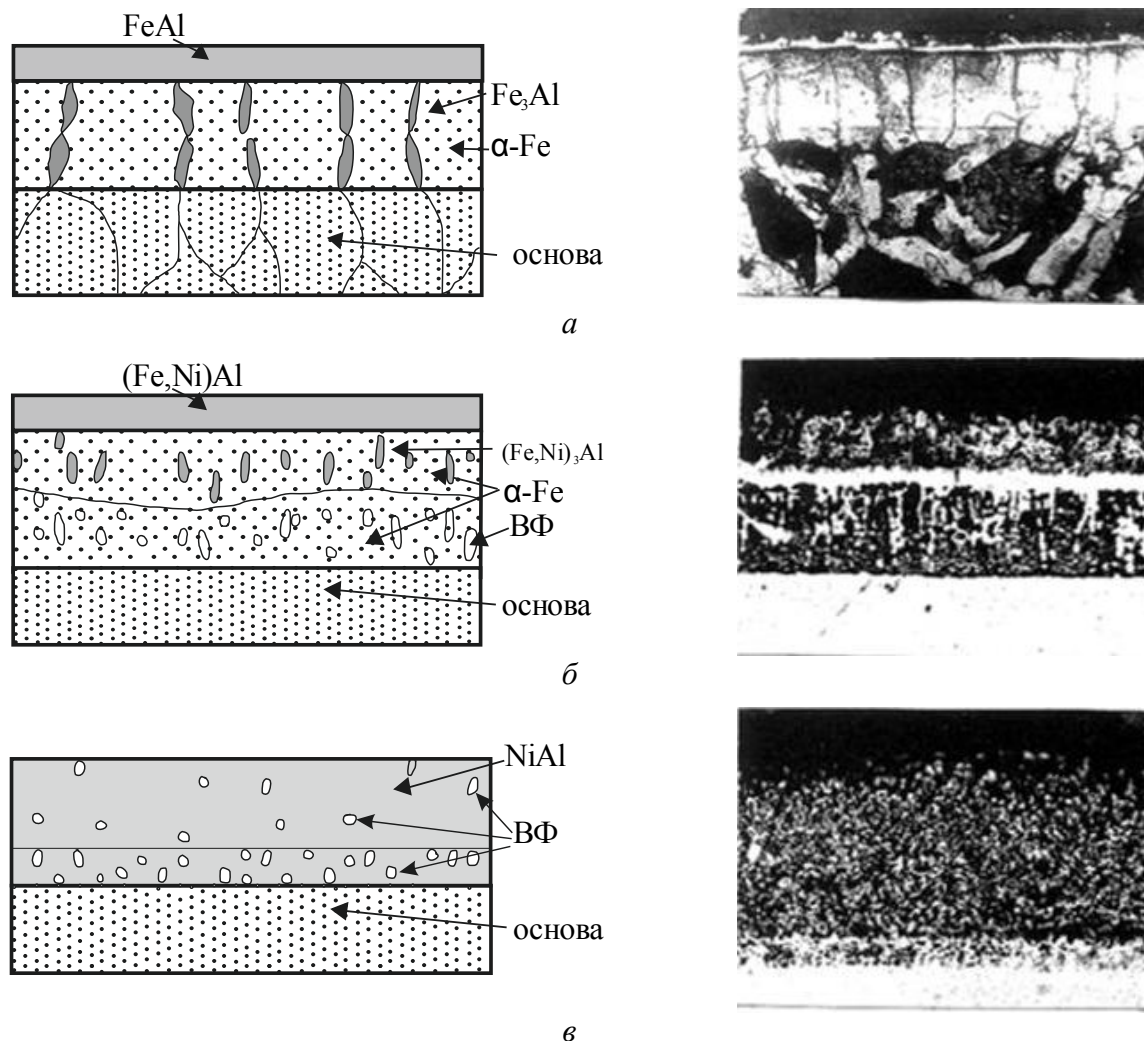 FeAl
Fe₃Al
α-Fe
основа
а
(Fe,Ni)Al
(Fe,Ni)₃Al
α-Fe
ВФ
основа
б
NiAl
ВФ
основа
в